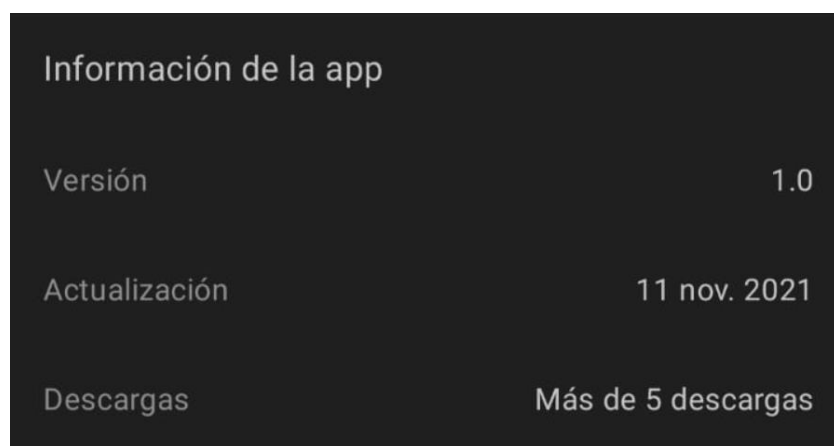 Información de la app
Versión 1.0
Actualización 11 nov. 2021
Descargas Más de 5 descargas